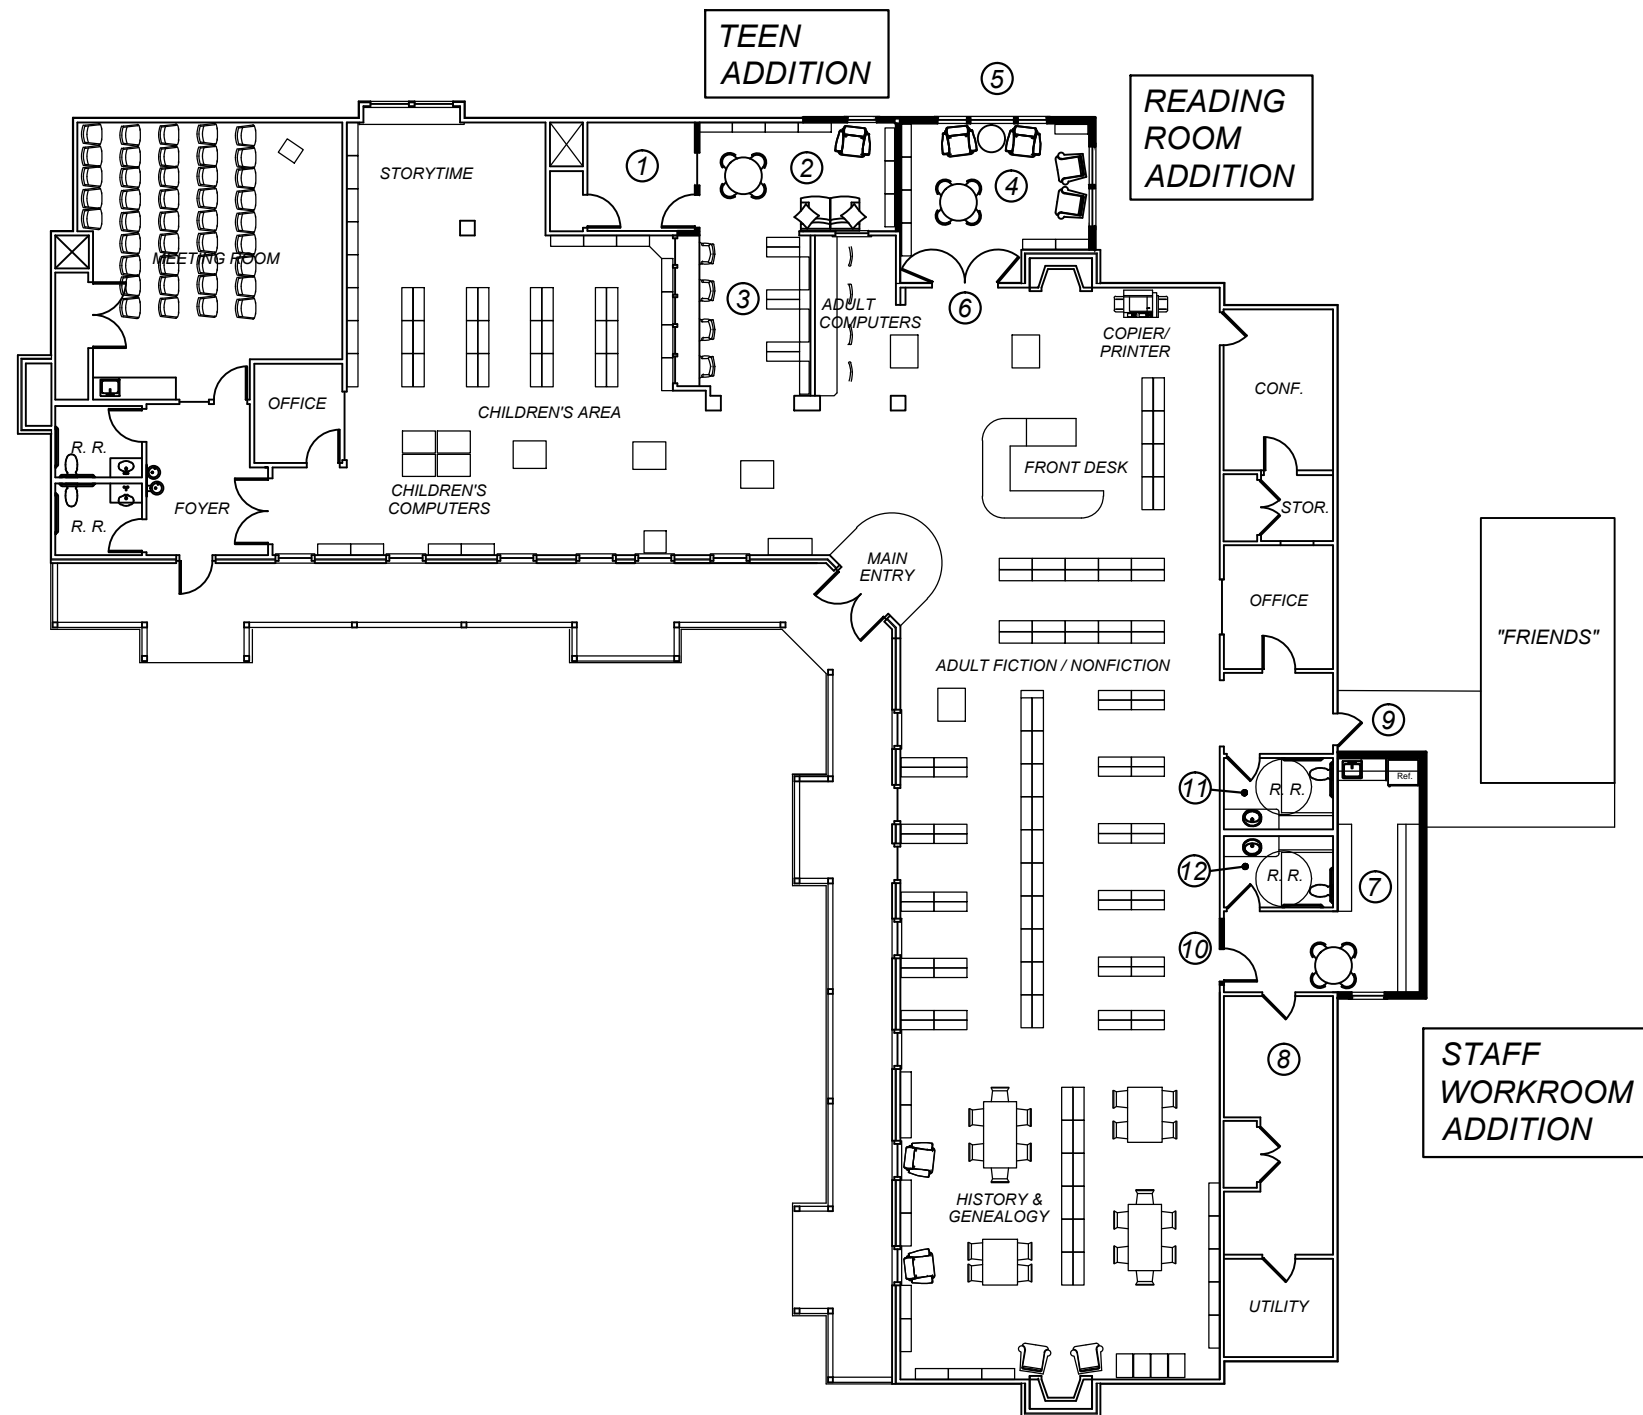 TEEN
ADDITION
5
READING
ROOM
ADDITION
1
2
4
STORYTIME
MEETING ROOM
3
ADULT
COMPUTERS
6
COPIER/
PRINTER
OFFICE
CHILDREN'S AREA
CONF.
R. R.
FRONT DESK
CHILDREN'S
COMPUTERS
FOYER
STOR.
R. R.
MAIN
ENTRY
OFFICE
"FRIENDS"
ADULT FICTION / NONFICTION
9
Ref.
11
R. R.
12
R. R.
7
10
8
STAFF
WORKROOM
ADDITION
HISTORY &
GENEALOGY
UTILITY